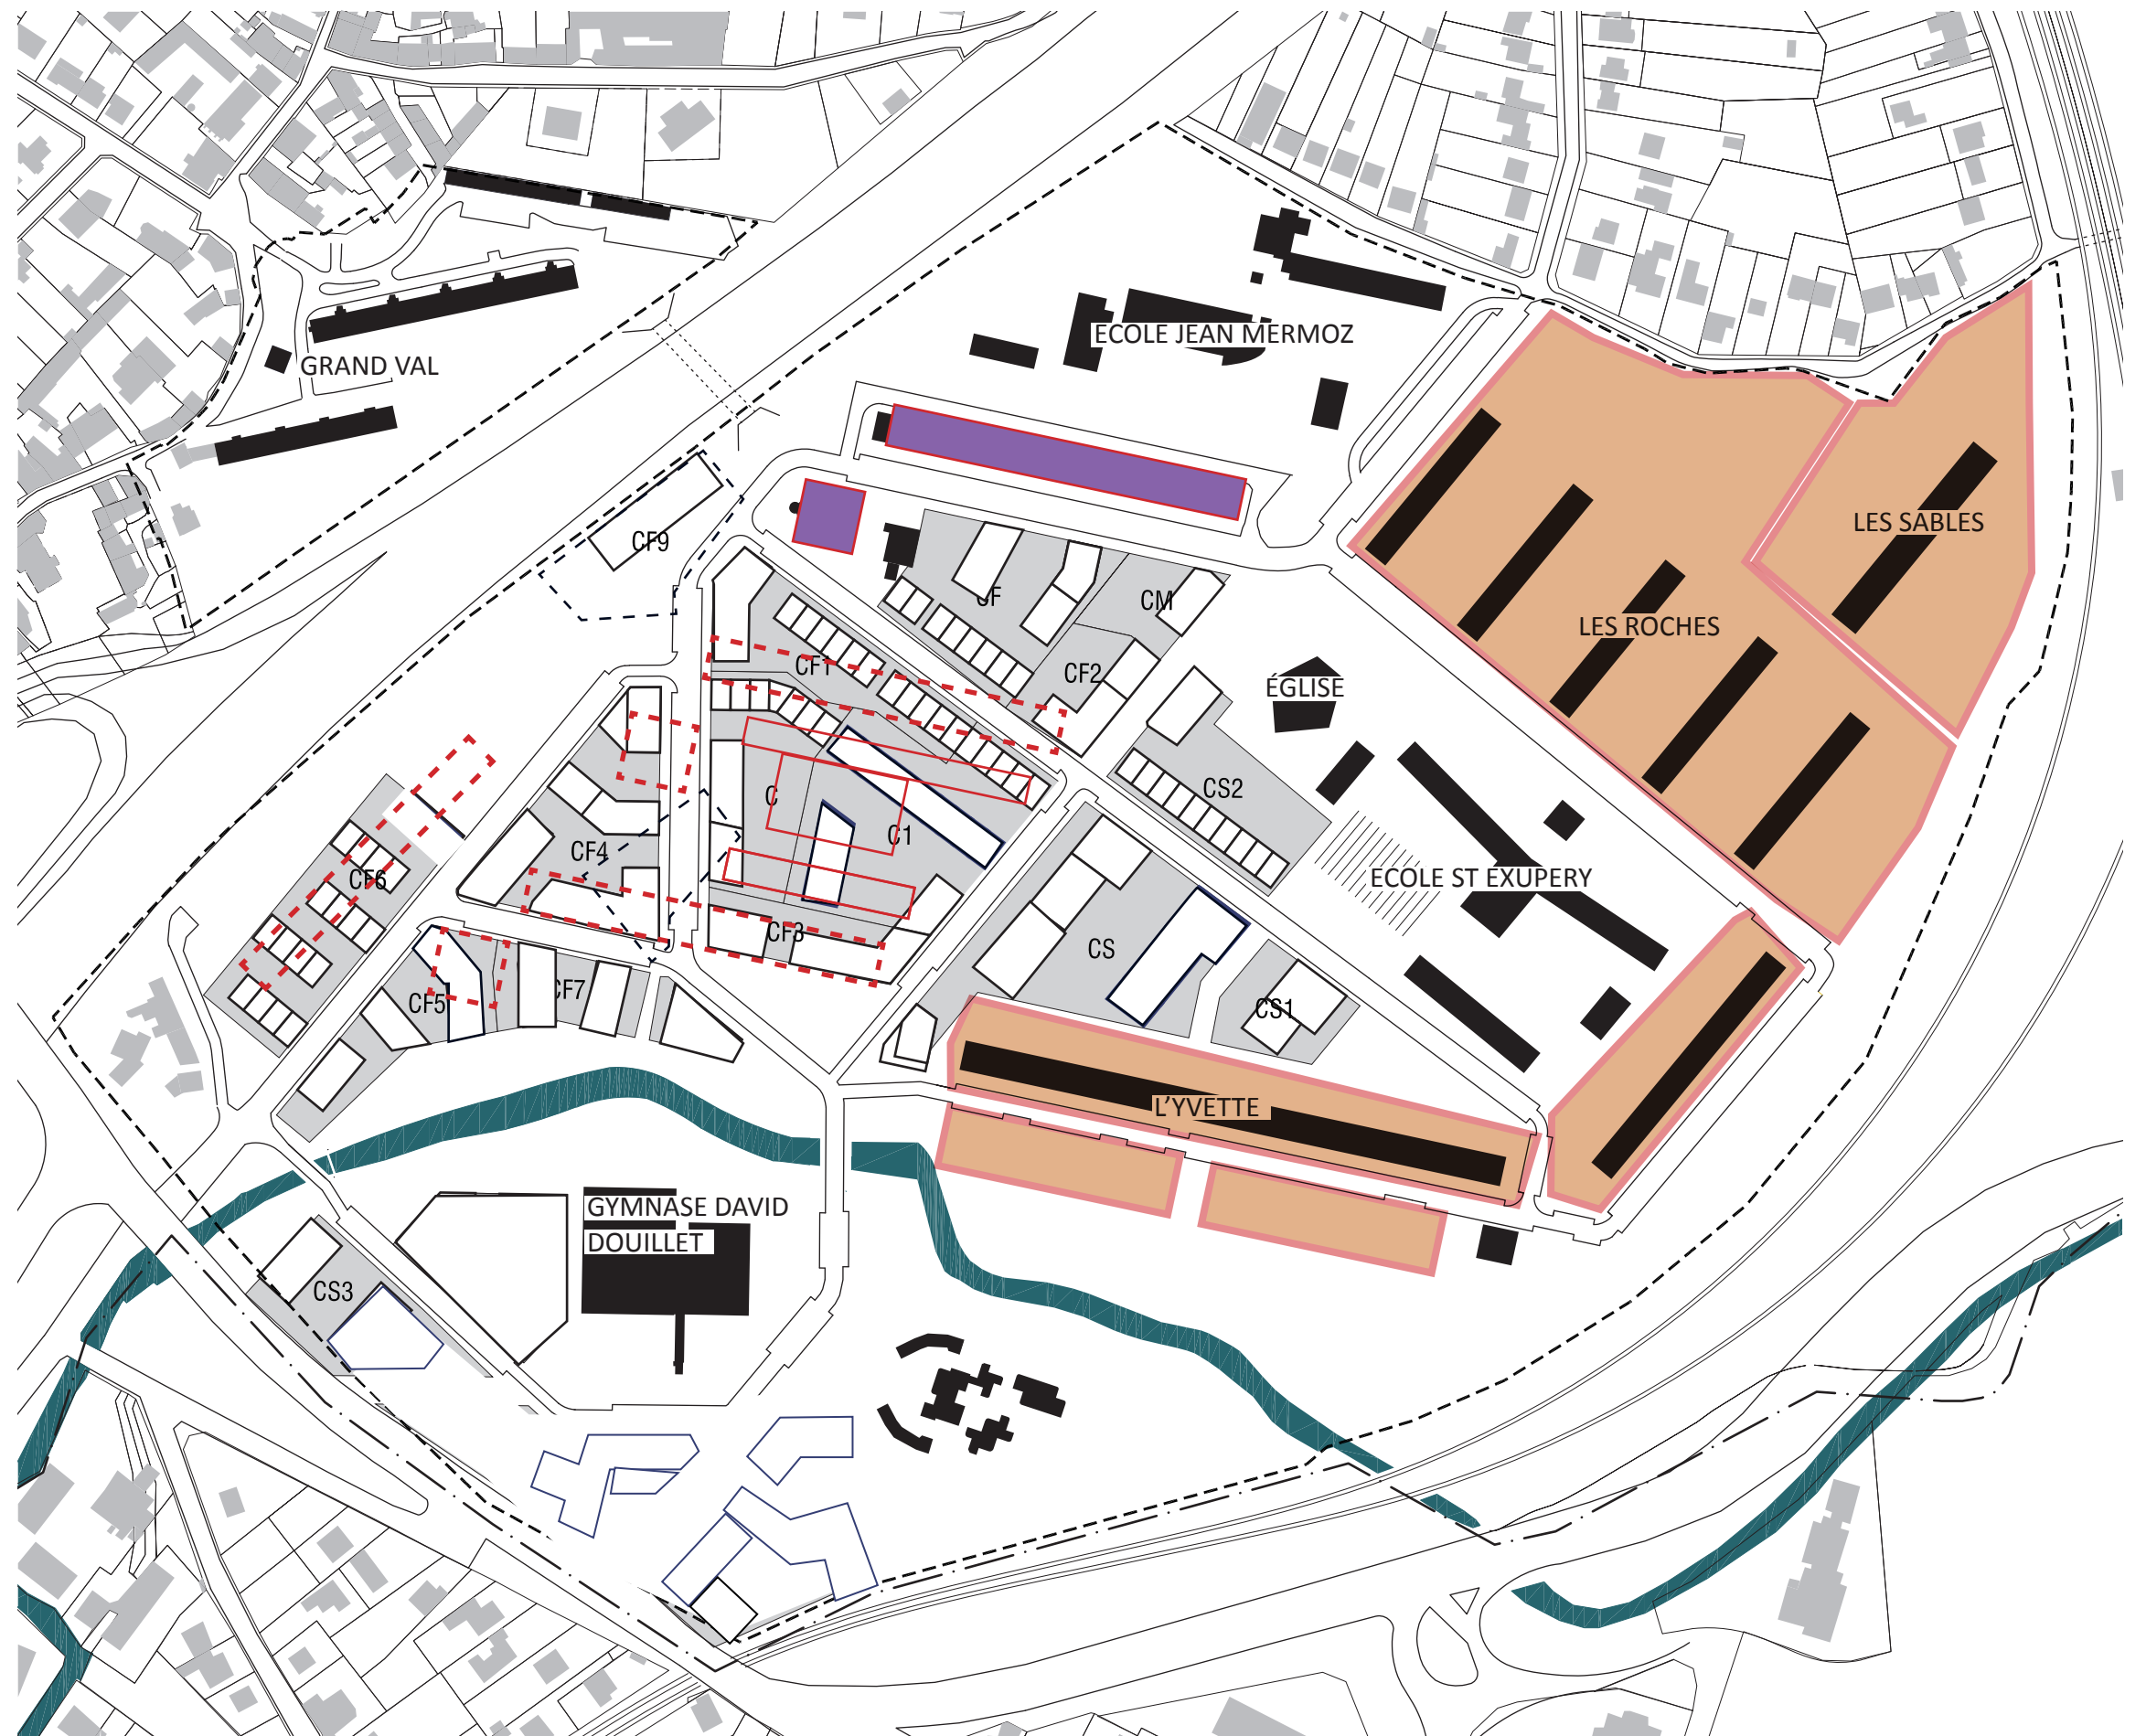 ECOLE JEAN MERMOZ
GRAND VAL
LES SABLES
CF9
CM
LES ROCHES
CF1
CF2
ÉGLISE
CS2
C
C1
CF4
CF6
ECOLE ST EXUPERY
CF3
CS
CF7
CF5
CS1
L'YVETTE
GYMNASE DAVID
DOUILLET
CS3